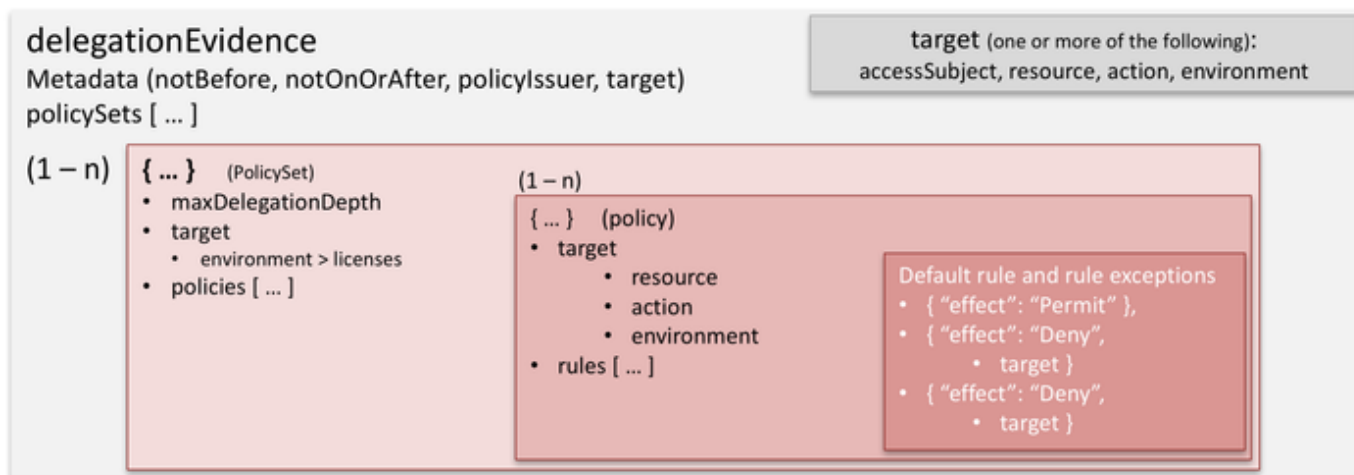 delegationEvidence
Metadata (notBefore, notOnOrAfter, policyIssuer, target)
policySets [ ... ]
target (one or more of the following):
accessSubject, resource, action, environment
(1 – n)
{ ... } (PolicySet)
• maxDelegationDepth
• target
• environment > licenses
• policies [ ... ]
(1 – n)
{ ... } (policy)
• target
• resource
• action
• environment
• rules [ ... ]
Default rule and rule exceptions
• { “effect”: “Permit” },
• { “effect”: “Deny”,
• target }
• { “effect”: “Deny”,
• target }